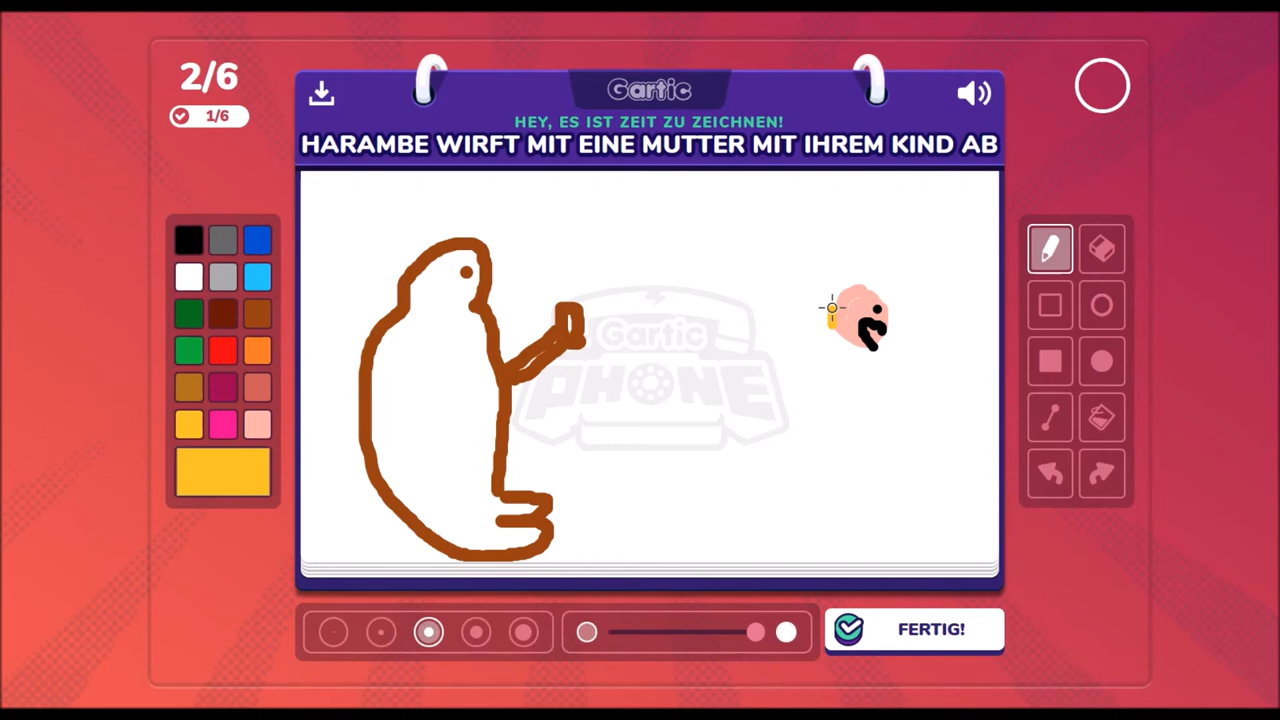 2/6
1/6
Gartic
HEY, ES IST ZEIT ZU ZEICHNEN!
HARAMBE WIRFT MIT EINE MUTTER MIT IHREM KIND AB
Gartic
PHONE
FERTIG!